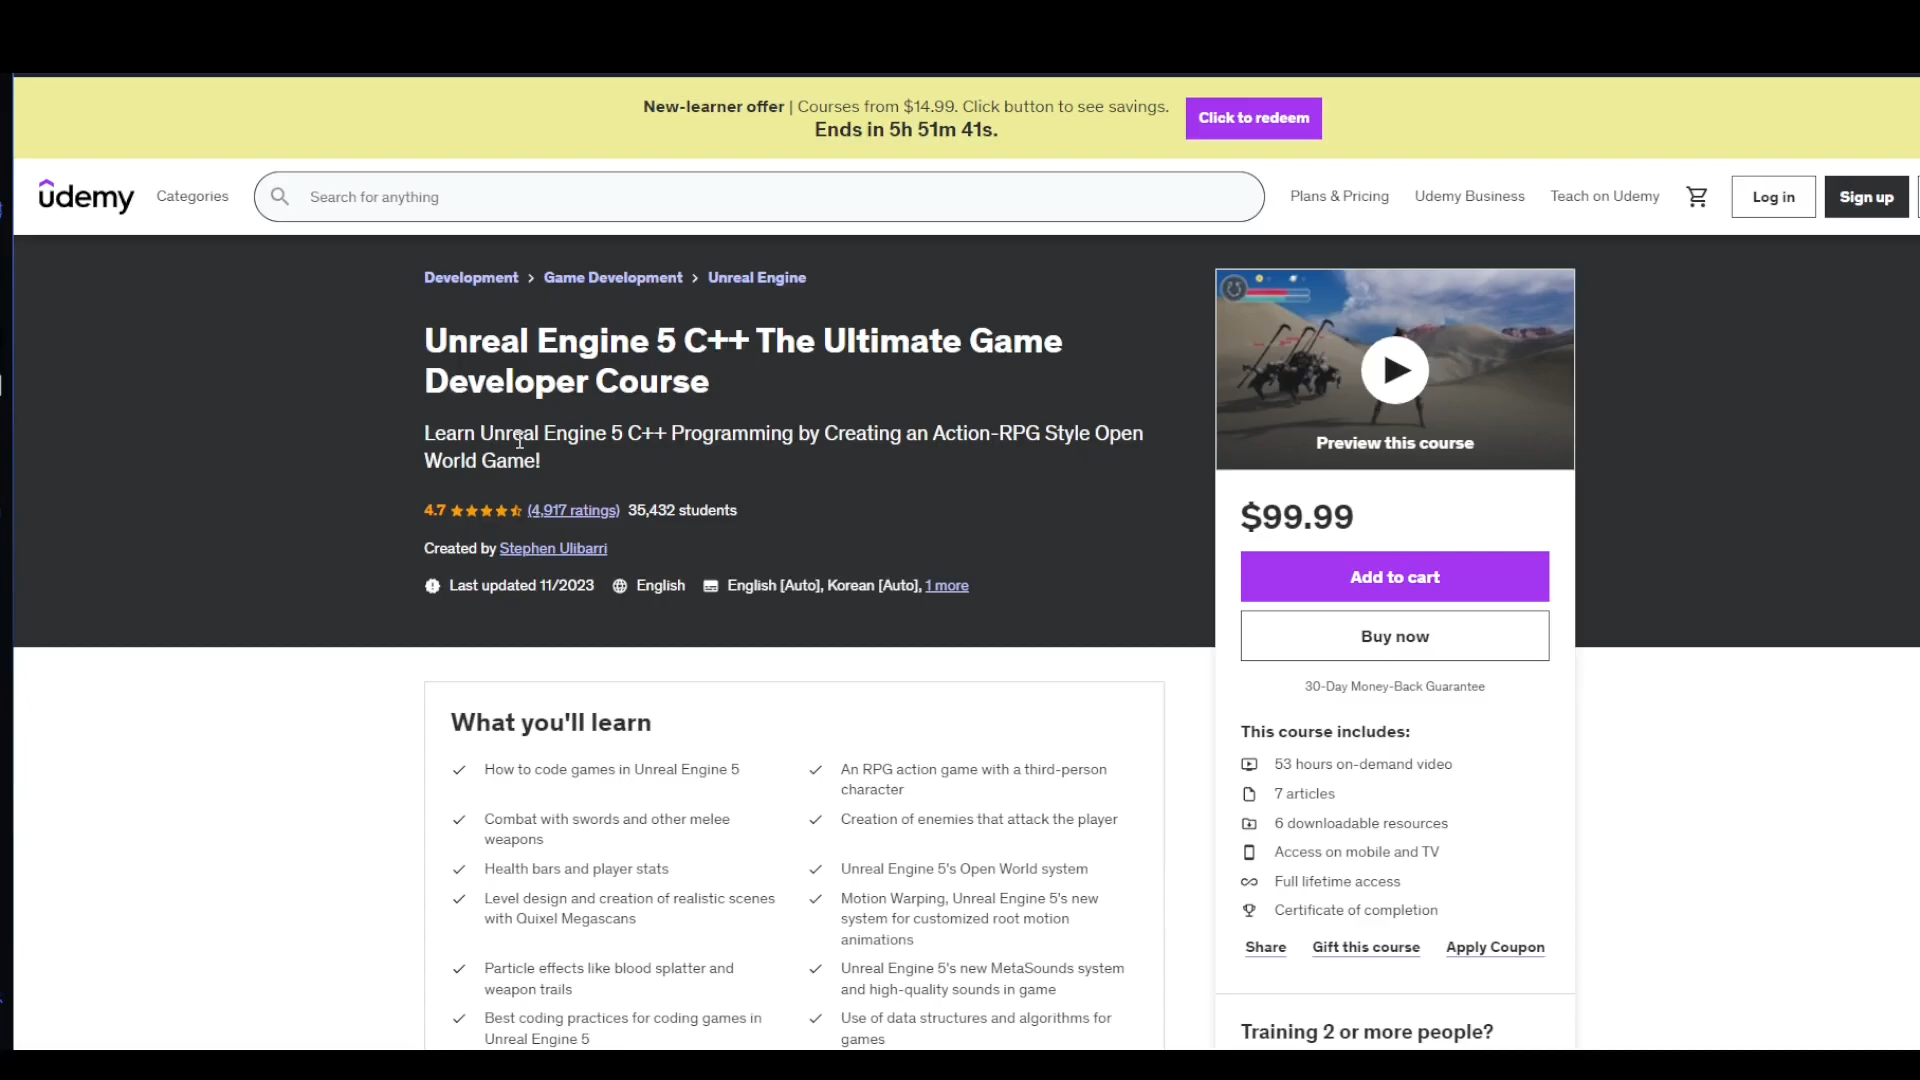 New-learner offer | Courses from $14.99. Click button to see savings.
Ends in 5h 51m 41s.
Click to redeem
udemy
Categories
Search for anything
Plans & Pricing
Udemy Business
Teach on Udemy
Log in
Sign up
Development > Game Development > Unreal Engine
Unreal Engine 5 C++ The Ultimate Game
Developer Course
Learn Unreal Engine 5 C++ Programming by Creating an Action-RPG Style Open
World Game!
4.7 (4,917 ratings) 35,432 students
Created by Stephen Ulibarri
Last updated 11/2023 English English [Auto], Korean [Auto], 1 more
Preview this course
$99.99
Add to cart
Buy now
30-Day Money-Back Guarantee
This course includes:
53 hours on-demand video
7 articles
6 downloadable resources
Access on mobile and TV
Full lifetime access
Certificate of completion
Share Gift this course Apply Coupon
Training 2 or more people?
What you'll learn
How to code games in Unreal Engine 5
An RPG action game with a third-person
character
Combat with swords and other melee
weapons
Creation of enemies that attack the player
Health bars and player stats
Unreal Engine 5's Open World system
Level design and creation of realistic scenes
with Quixel Megascans
Motion Warping, Unreal Engine 5's new
system for customized root motion
animations
Particle effects like blood splatter and
weapon trails
Unreal Engine 5's new MetaSounds system
and high-quality sounds in game
Best coding practices for coding games in
Unreal Engine 5
Use of data structures and algorithms for
games